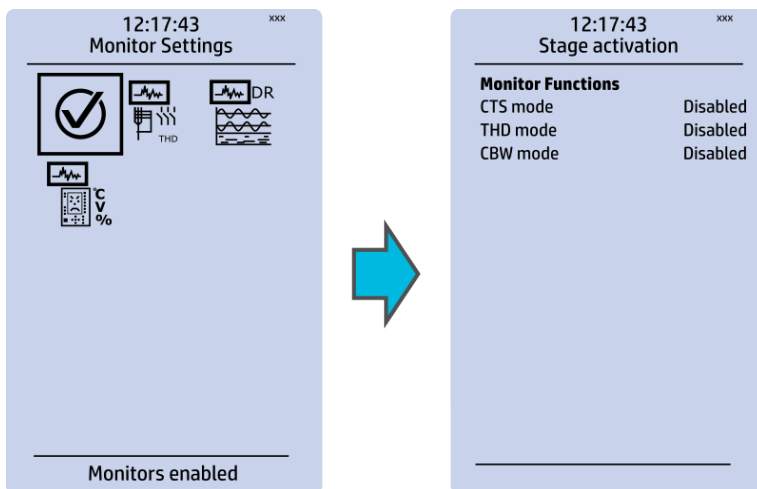 12:17:43 xxx
Monitor Settings
DR
THD
°C
V
%
Monitors enabled
12:17:43 xxx
Stage activation
Monitor Functions
CTS mode Disabled
THD mode Disabled
CBW mode Disabled